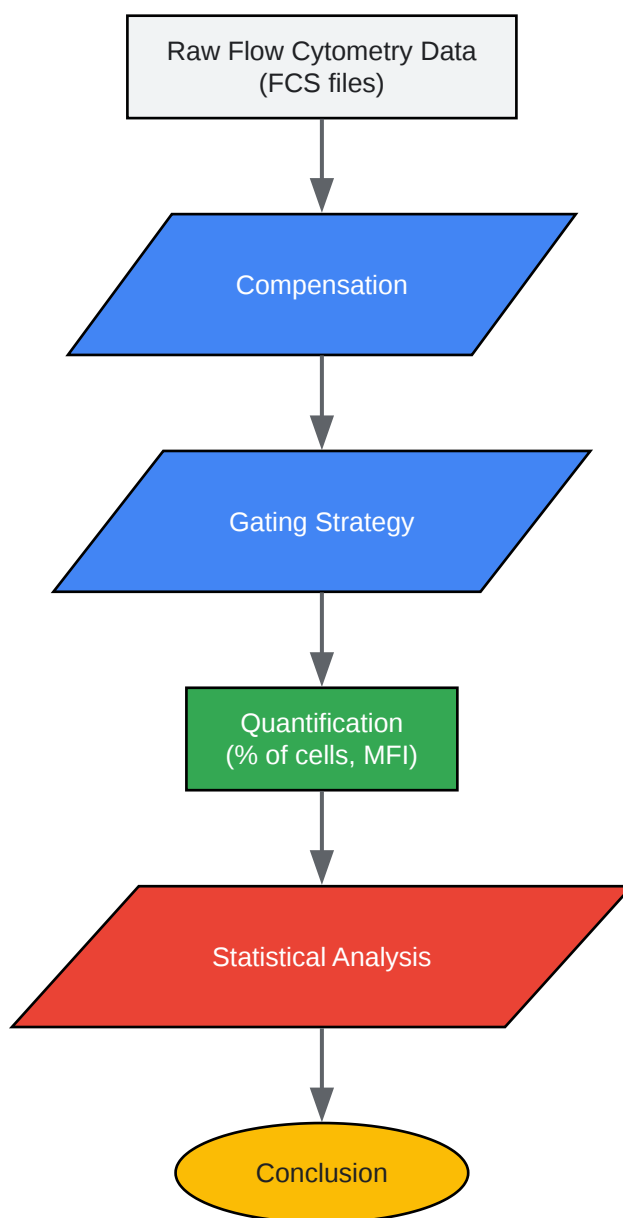 Raw Flow Cytometry Data
(FCS files)
Compensation
Gating Strategy
Quantification
(% of cells, MFI)
Statistical Analysis
Conclusion